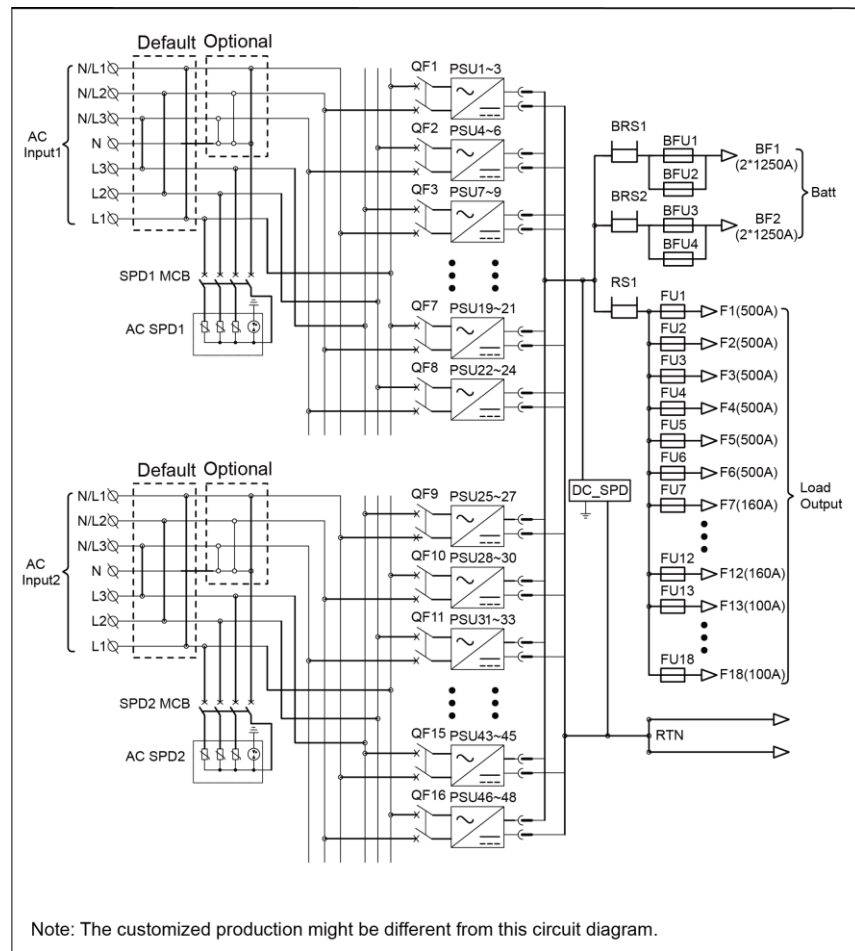 Default Optional
N/L1
N/L2
N/L3
N
L3
L2
L1
AC
Input1
SPD1 MCB
AC SPD1
QF1 PSU1~3
QF2 PSU4~6
QF3 PSU7~9
QF7 PSU19~21
QF8 PSU22~24
Default Optional
N/L1
N/L2
N/L3
N
L3
L2
L1
AC
Input2
SPD2 MCB
AC SPD2
QF9 PSU25~27
QF10 PSU28~30
QF11 PSU31~33
QF15 PSU43~45
QF16 PSU46~48
DC_SPD
BRS1
BFU1
BFU2
BF1
(2*1250A)
BRS2
BFU3
BFU4
BF2
(2*1250A)
Batt
RS1
FU1 F1(500A)
FU2 F2(500A)
FU3 F3(500A)
FU4 F4(500A)
FU5 F5(500A)
FU6 F6(500A)
FU7 F7(160A)
FU12 F12(160A)
FU13 F13(100A)
FU18 F18(100A)
Load
Output
RTN
Note: The customized production might be different from this circuit diagram.